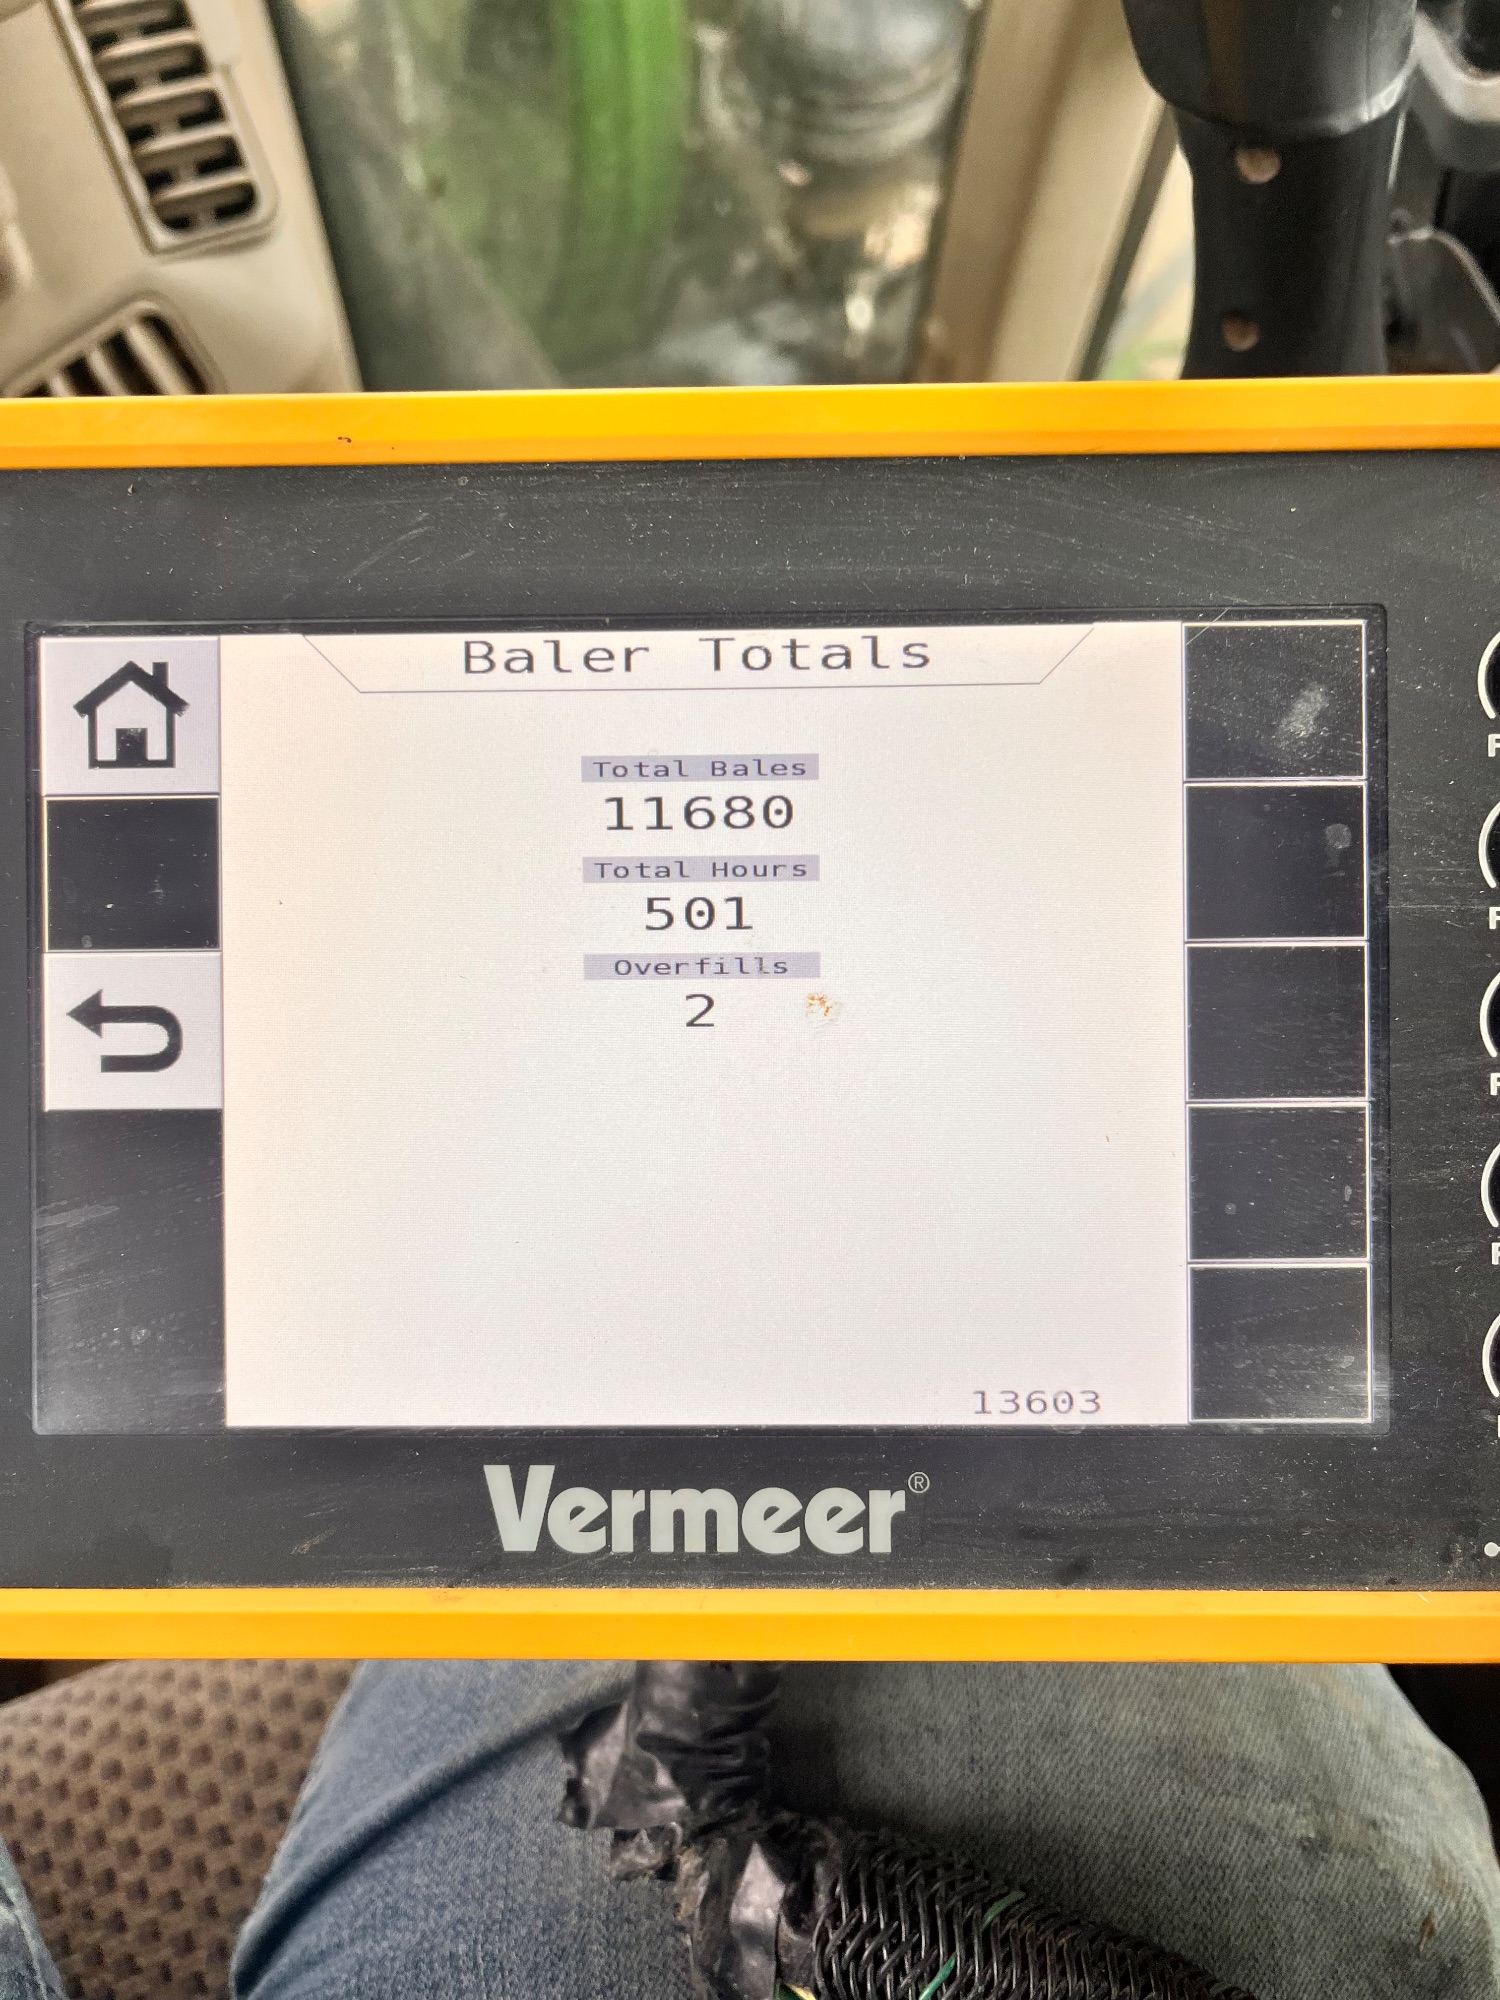 Baler Totals
Total Bales
11680
Total Hours
501
Overfills
2
13603
Vermeer®